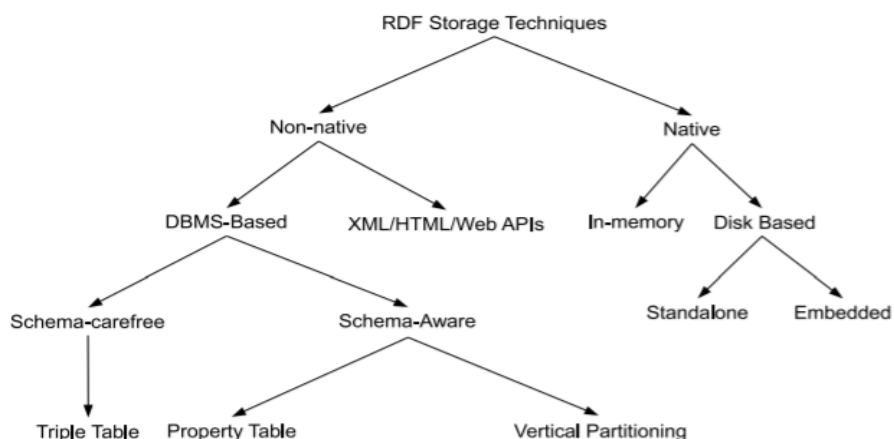 RDF Storage Techniques
Non-native
Native
DBMS-Based
XML/HTML/Web APIs
In-memory
Disk Based
Schema-carefree
Schema-Aware
Standalone
Embedded
Triple Table
Property Table
Vertical Partitioning